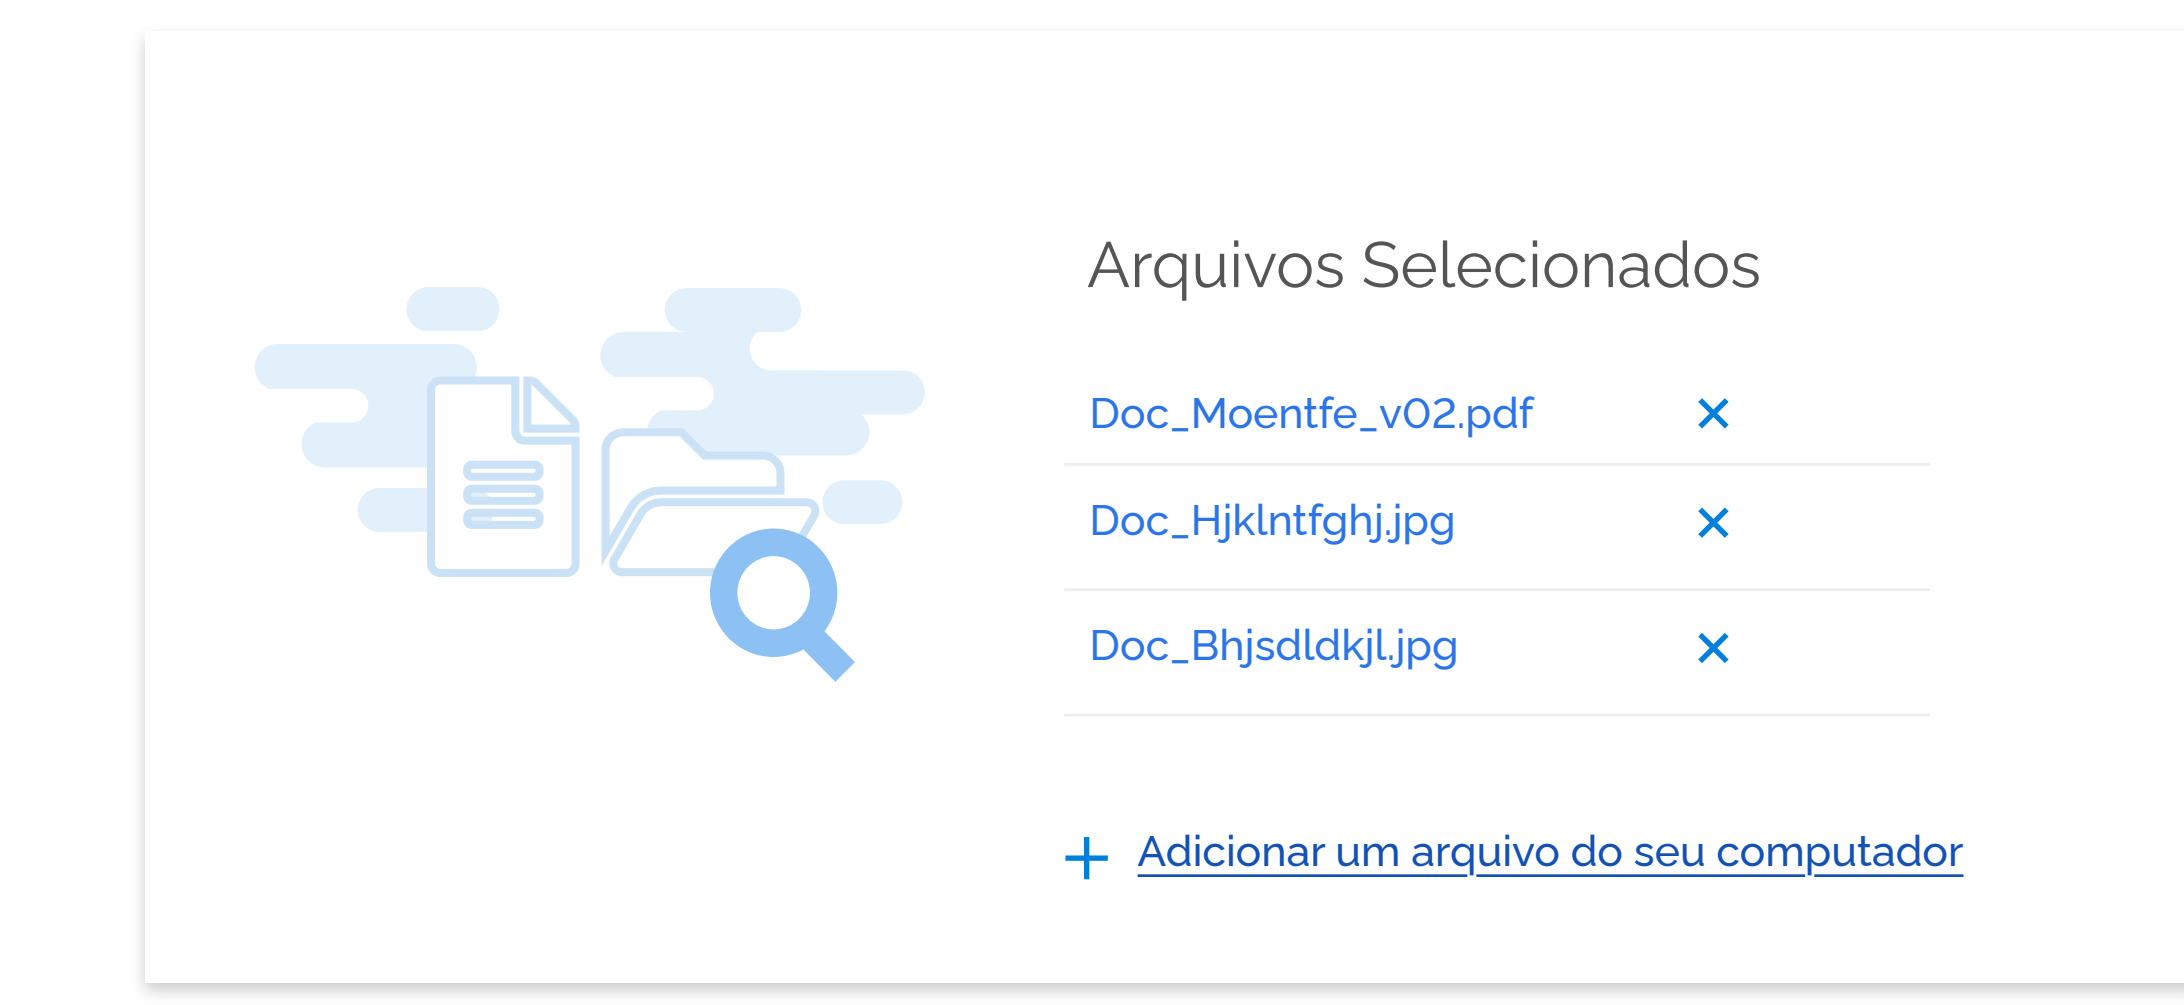 Arquivos Selecionados
Doc_Moentfe_v02.pdf
Doc_Hjklntfghj.jpg
Doc_Bhjsdldkjl.jpg
Adicionar um arquivo do seu computador